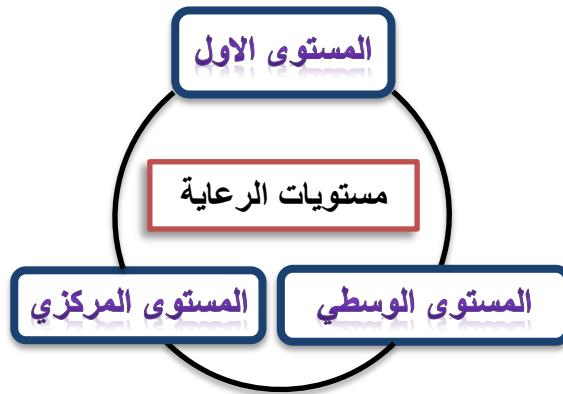 المستوى الاول
مستويات الرعاية
المستوى الوسطي
المستوى المركزي